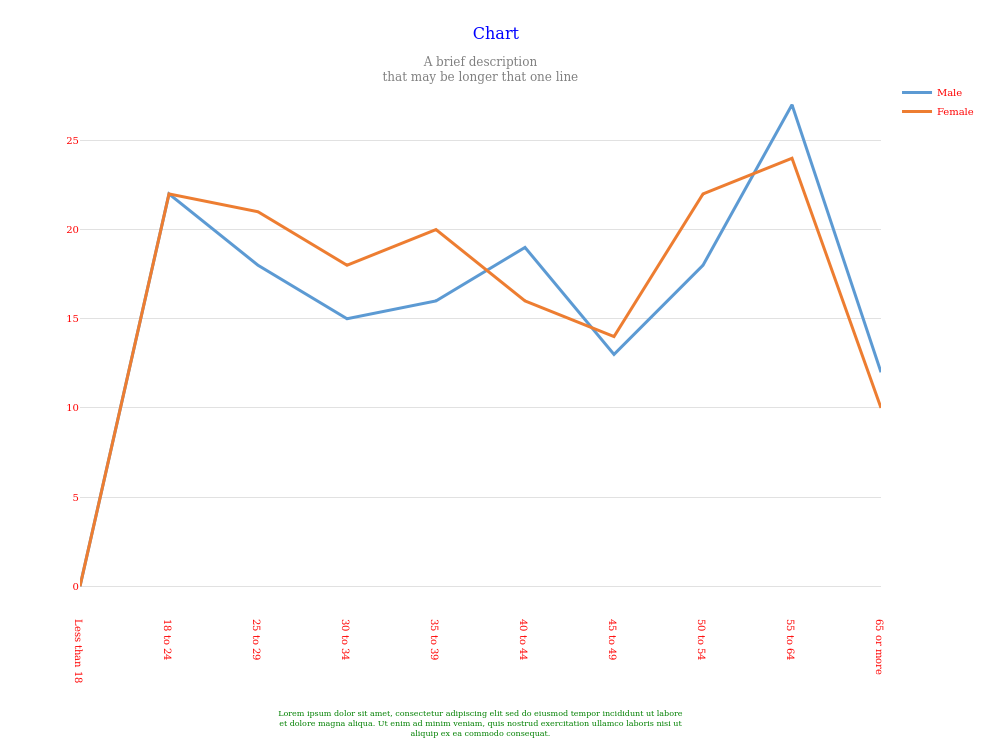 Chart
A brief description
that may be longer that one line
Male
Female
25
20
15
10
5
0
Less than 18
18 to 24
25 to 29
30 to 34
35 to 39
40 to 44
45 to 49
50 to 54
55 to 64
65 or more
Lorem ipsum dolor sit amet, consectetur adipiscing elit sed do eiusmod tempor incididunt ut labore
et dolore magna aliqua. Ut enim ad minim veniam, quis nostrud exercitation ullamco laboris nisi ut
aliquip ex ea commodo consequat.